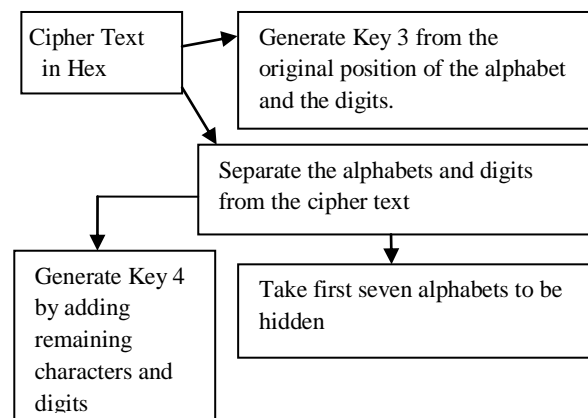 Cipher Text
in Hex
Generate Key 3 from the
original position of the alphabet
and the digits.
Separate the alphabets and digits
from the cipher text
Generate Key 4
by adding
remaining
characters and
digits
Take first seven alphabets to be
hidden